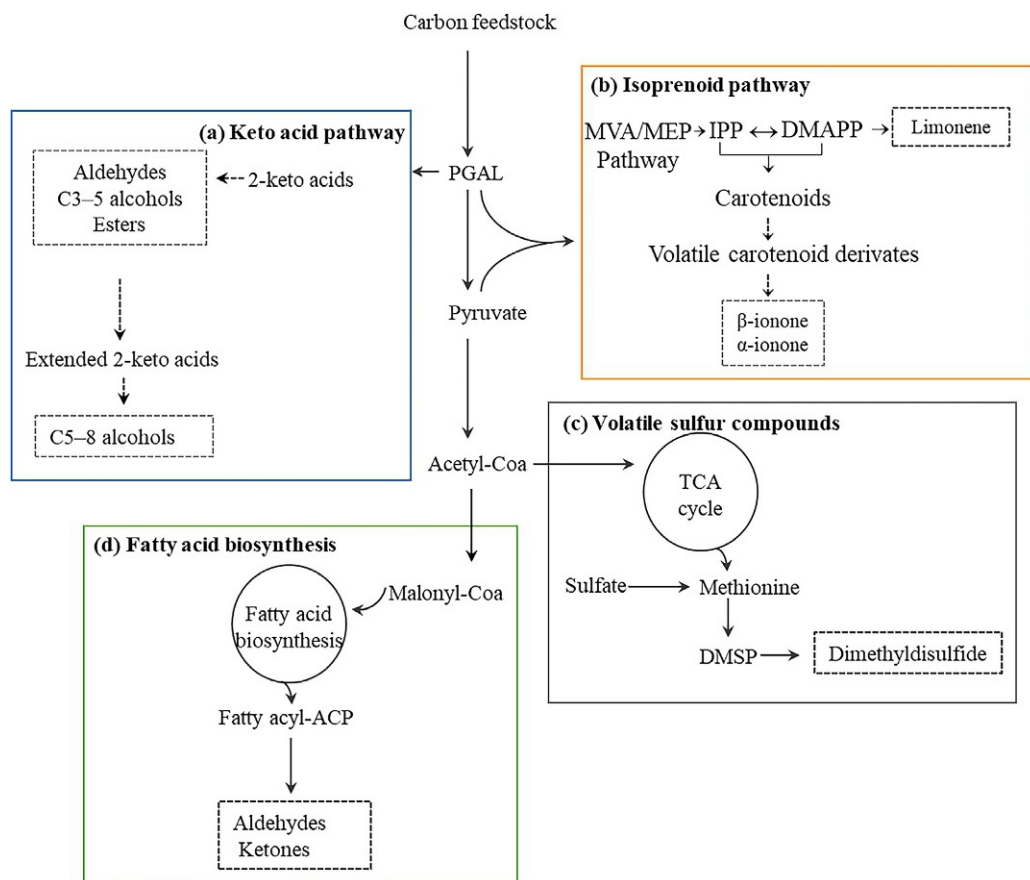 Carbon feedstock
(a) Keto acid pathway
Aldehydes
C3–5 alcohols
Esters
2-keto acids
Extended 2-keto acids
C5–8 alcohols
PGAL
Pyruvate
Acetyl-Coa
(b) Isoprenoid pathway
MVA/MEP
Pathway
IPP
DMAPP
Limonene
Carotenoids
Volatile carotenoid derivates
β-ionone
α-ionone
(c) Volatile sulfur compounds
TCA
cycle
Sulfate
Methionine
DMSP
Dimethyldisulfide
(d) Fatty acid biosynthesis
Malonyl-Coa
Fatty acid
biosynthesis
Fatty acyl-ACP
Aldehydes
Ketones